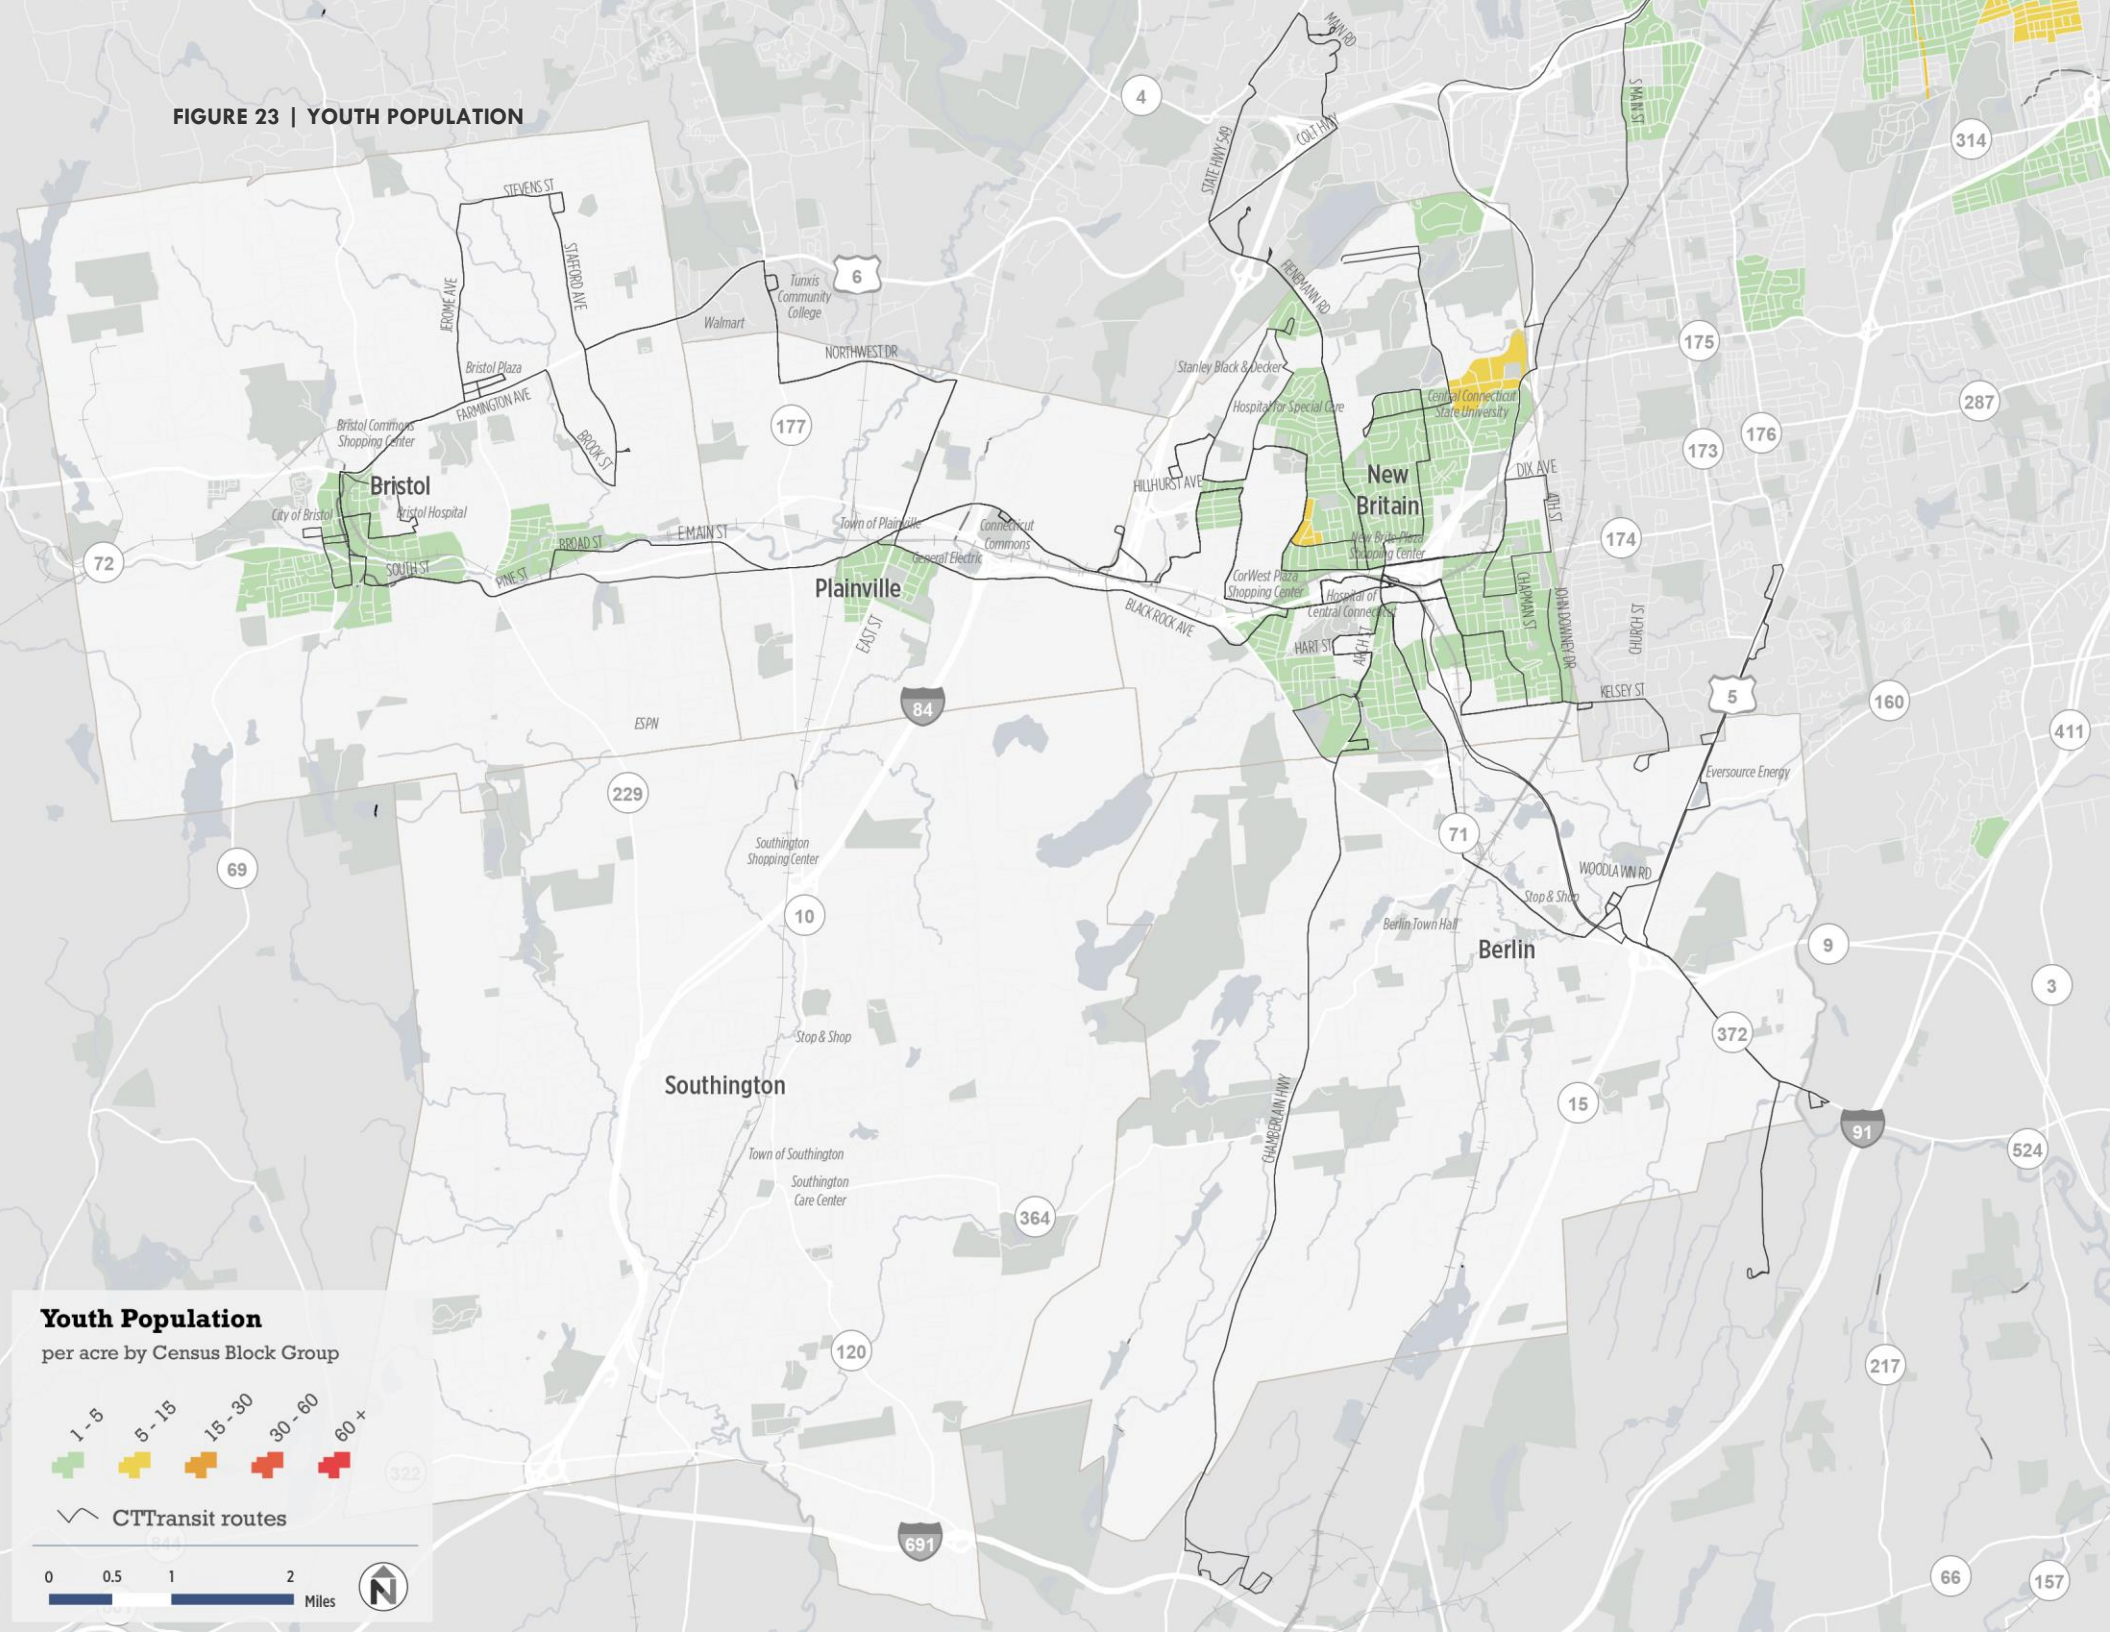 FIGURE 23 | YOUTH POPULATION
MAIN RD
4
S MAIN ST
STATE HWY 549
COLT HWY
314
STEVENS ST
STAFFORD AVE
JEROME AVE
Tunxis
Community
College
6
FIENEMANN RD
Walmart
NORTHWEST DR
175
Bristol Plaza
FARMINGTON AVE
Stanley Black & Decker
Hospital for Special Care
Central Connecticut
State University
287
Bristol Commons
Shopping Center
177
176
173
BROOK ST
DIX AVE
New
Britain
HILLHURST AVE
Bristol
City of Bristol
Bristol Hospital
4TH ST
Town of Plainville
Connecticut
Commons
E MAIN ST
BROAD ST
General Electric
New Brite Plaza
Shopping Center
174
72
SOUTH ST
PINE ST
Plainville
CorWest Plaza
Shopping Center
Hospital of
Central Connecticut
BLACK ROCK AVE
EAST ST
HART ST
ARCH ST
CHAPMAN ST
JOHN DOWNEY DR
CHURCH ST
KELSEY ST
5
160
84
ESPN
411
Eversource Energy
229
71
Southington
Shopping Center
69
WOODLAWN RD
Stop & Shop
10
Berlin Town Hall
Berlin
9
3
Stop & Shop
372
Southington
CHAMBERLAIN HWY
15
91
524
Town of Southington
Southington
Care Center
364
120
217
Youth Population
per acre by Census Block Group
1 - 5
5 - 15
15 - 30
30 - 60
60 +
322
CTTransit routes
691
0
0.5
1
2
Miles
N
66
157